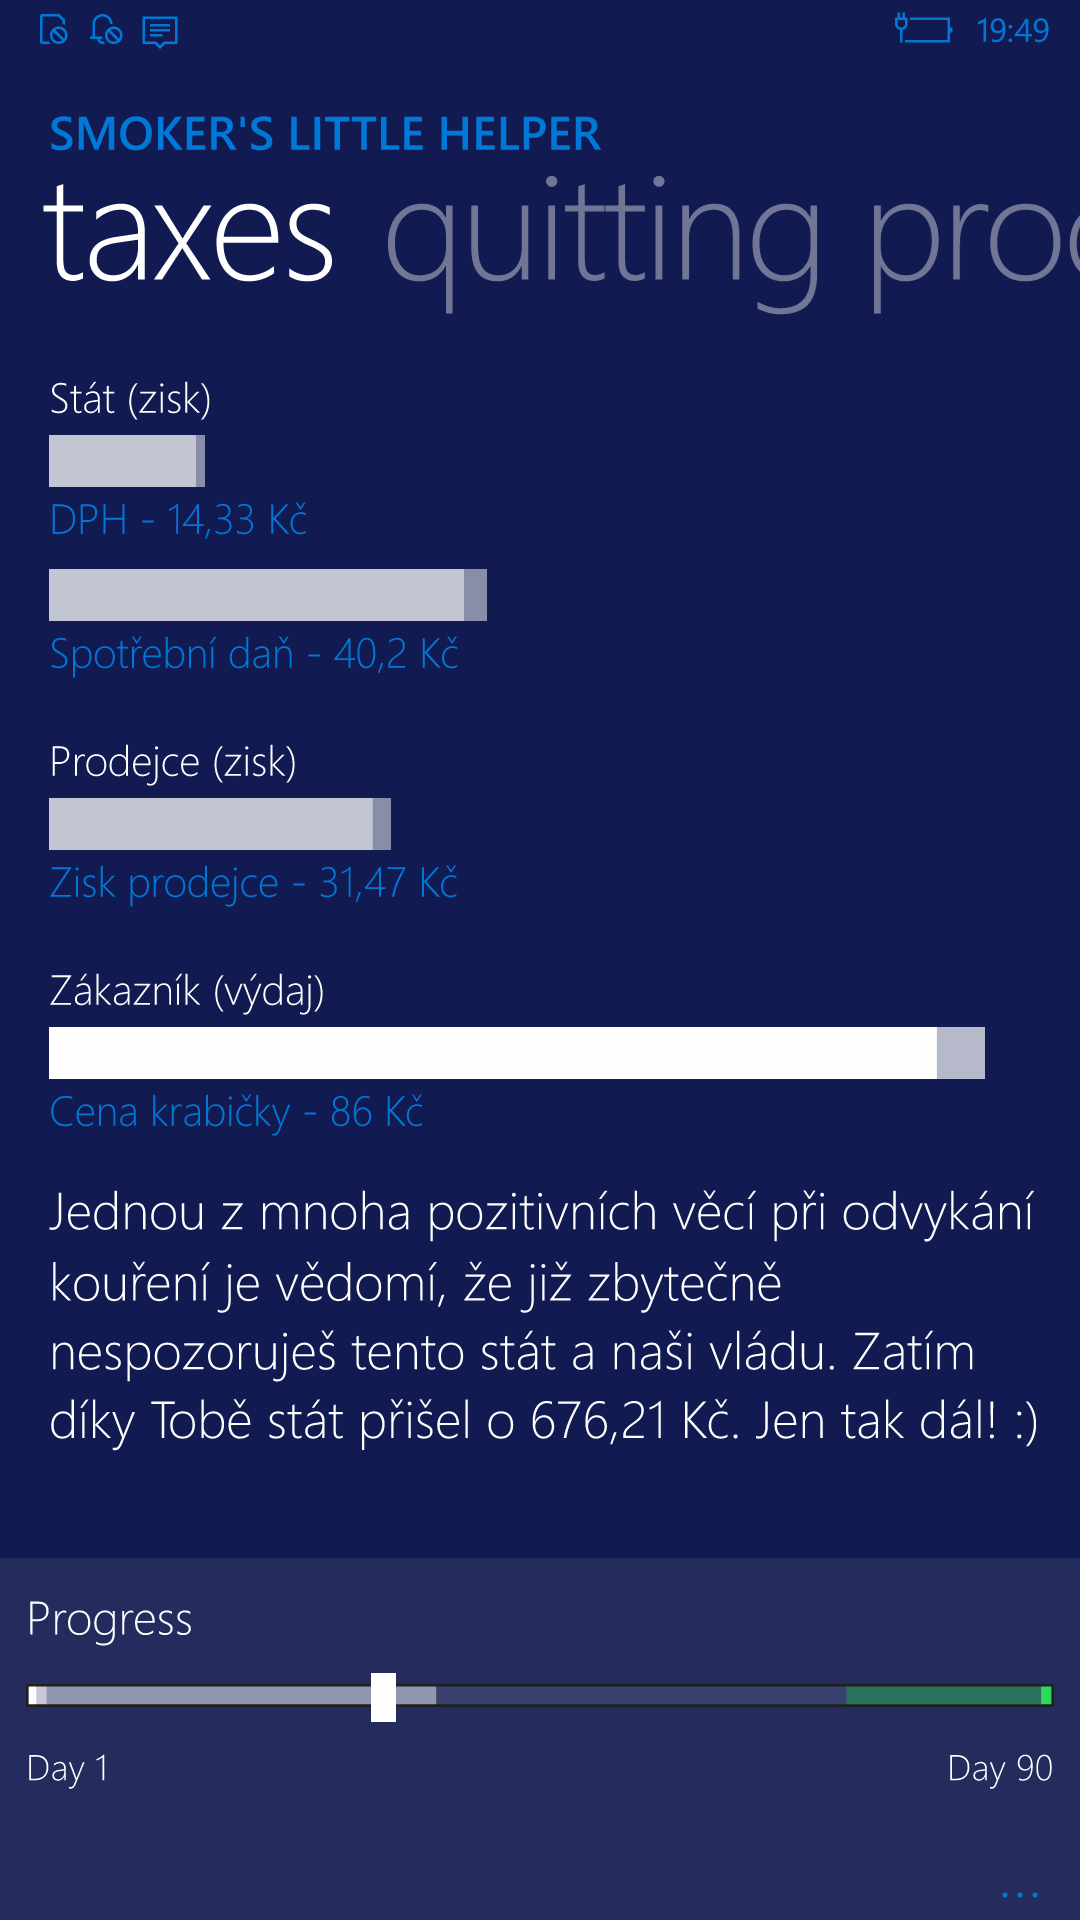 19:49
SMOKER'S LITTLE HELPER
taxes quitting proc
Stát (zisk)
DPH - 14,33 Kč
Spotřební daň - 40,2 Kč
Prodejce (zisk)
Zisk prodejce - 31,47 Kč
Zákazník (výdaj)
Cena krabičky - 86 Kč
Jednou z mnoha pozitivních věcí při odvykání
kouření je vědomí, že již zbytečně
nespozoruješ tento stát a naši vládu. Zatím
díky Tobě stát přišel o 676,21 Kč. Jen tak dál! :)
Progress
Day 1
Day 90
...